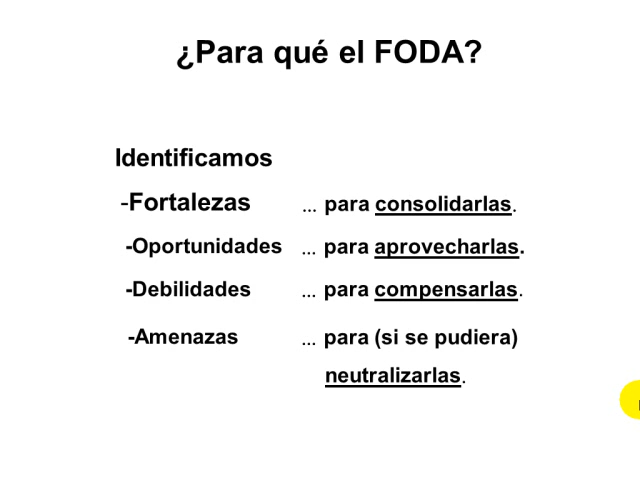 ¿Para qué el FODA?
Identificamos
-Fortalezas ... para consolidarlas.
-Oportunidades ... para aprovecharlas.
-Debilidades ... para compensarlas.
-Amenazas ... para (si se pudiera)
neutralizarlas.